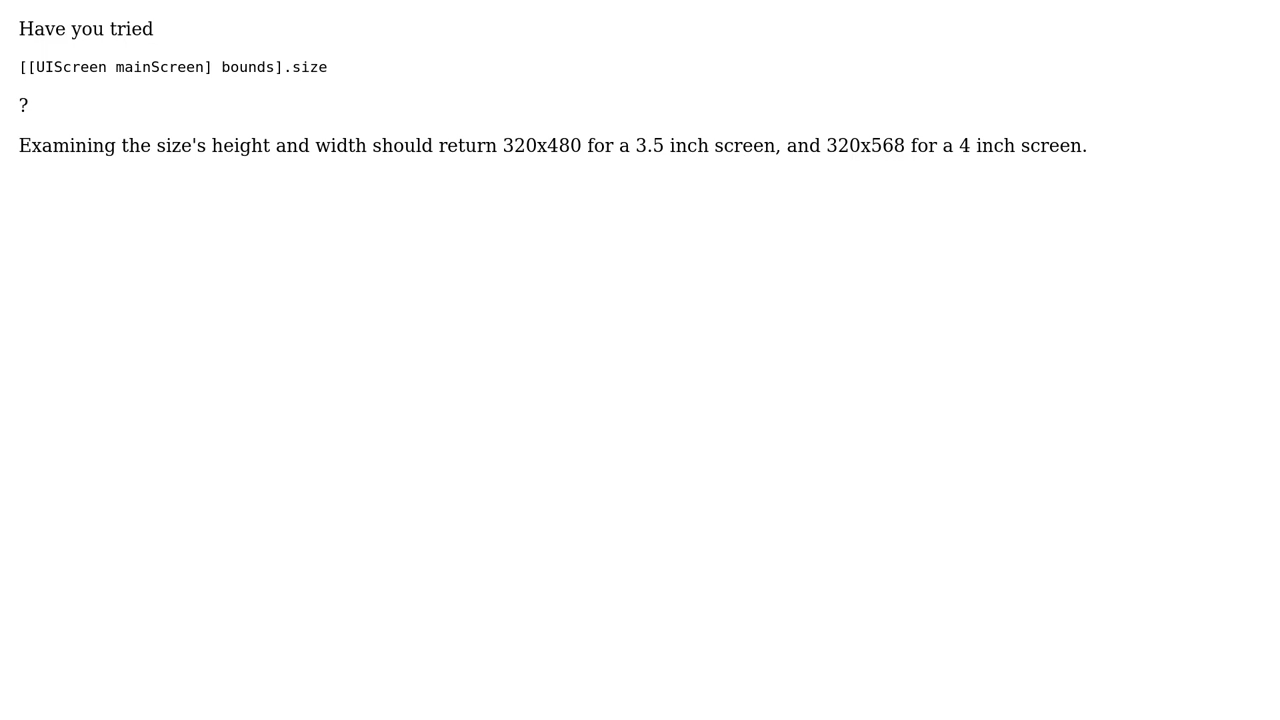 Have you tried
[[UIScreen mainScreen] bounds].size
?
Examining the size's height and width should return 320x480 for a 3.5 inch screen, and 320x568 for a 4 inch screen.